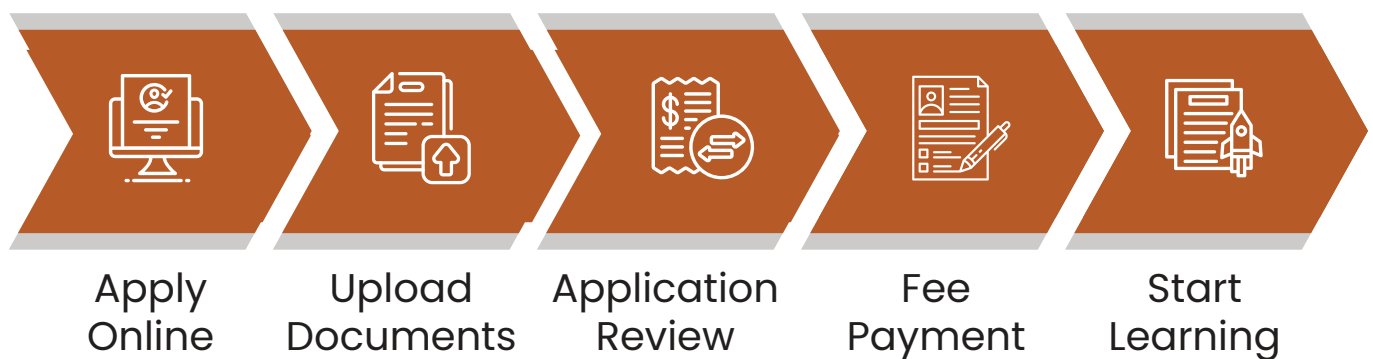 Apply
Online
Upload
Documents
$
Application
Review
Fee
Payment
Start
Learning